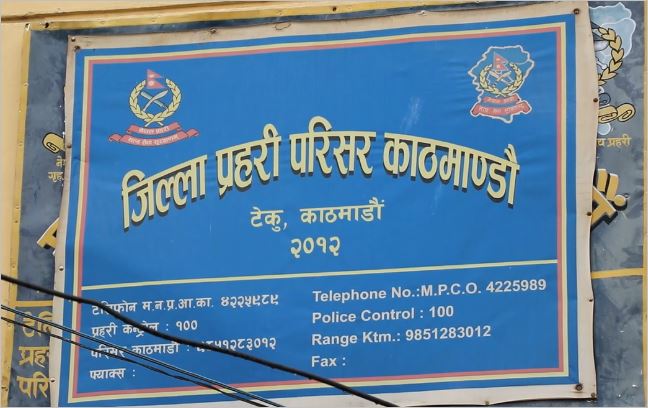 जिल्ला प्रहरी परिसर काठमाण्डौ
टेकु, काठमाडौं
२०१२
टेलिफोन म.न.प्र.आ.का. ४२२५९८९
प्रहरी कन्ट्रोल : १००
परिसर काठमाडौं : ९८५१२८३०१२
फ्याक्स :
Telephone No.:M.P.C.O. 4225989
Police Control : 100
Range Ktm.: 9851283012
Fax :